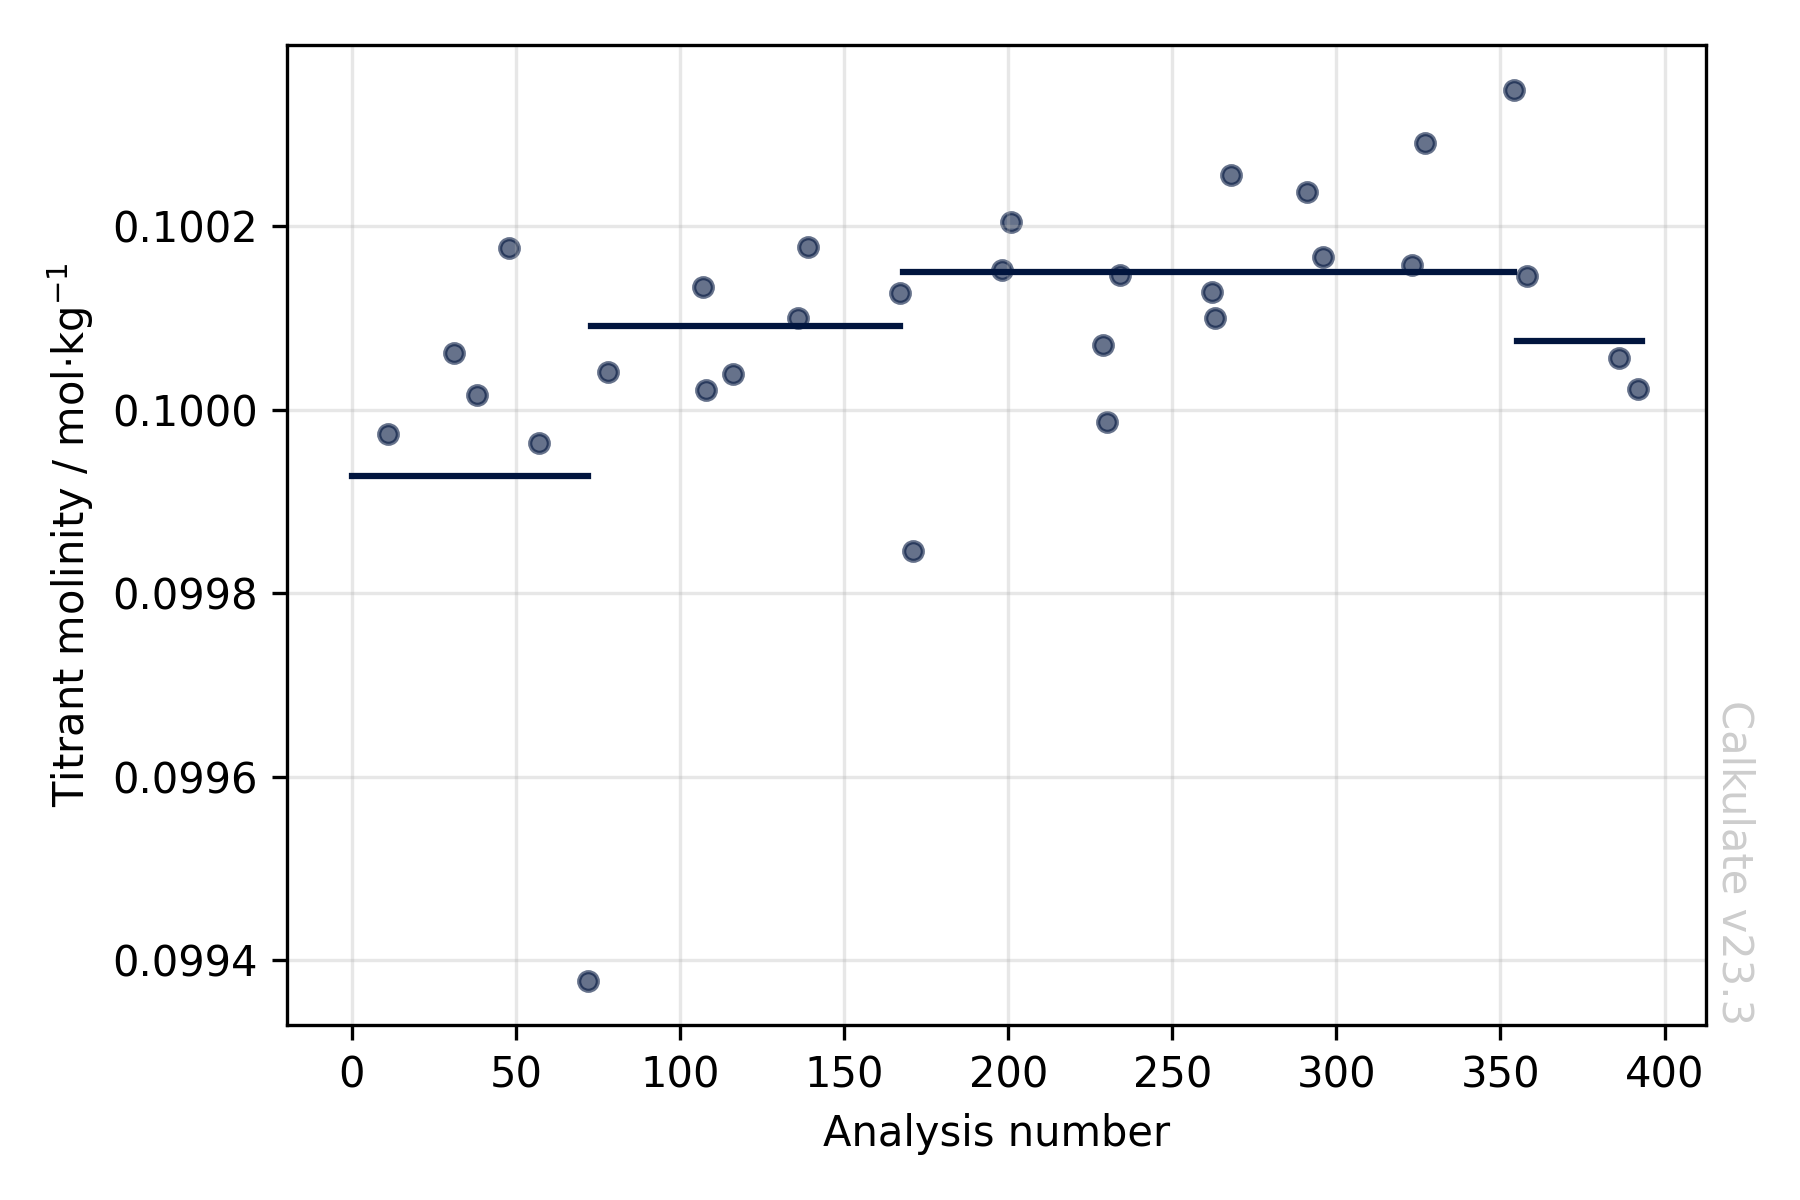 Titrant molinity / mol·kg⁻¹
0.1002
0.1000
0.0998
0.0996
0.0994
0 50 100 150 200 250 300 350 400
Analysis number
Calkulate v23.3